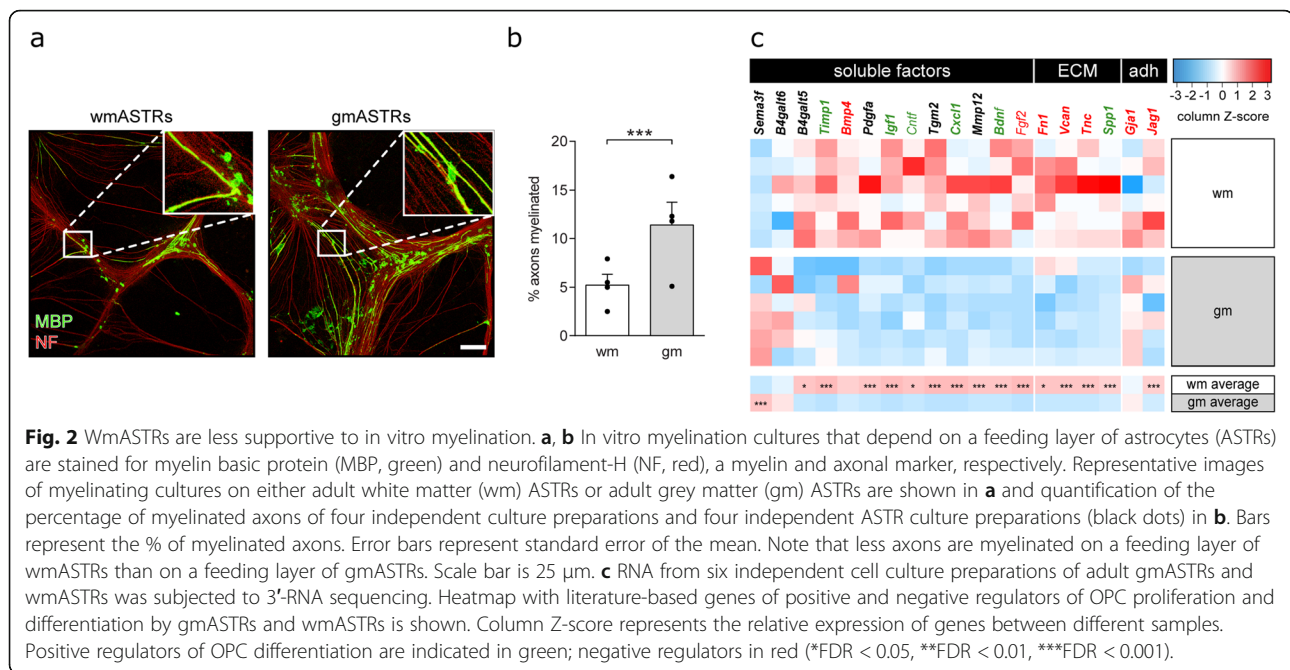 a
wmASTRs
gmASTRs
MBP
NF
b
% axons myelinated
20
15
10
5
0
***
wm
gm
c
soluble factors
ECM
adh
Sema3f
B4galt6
B4galt5
Timp1
Bmp4
Pdgfa
Igf1
Cntf
Tgm2
Cxcl1
Mmp12
Bdnf
Fgf2
Fn1
Vcan
Tnc
Spp1
Gja1
Jag1
-3 -2 -1 0 1 2 3
column Z-score
wm
gm
* *** *** *** * *** *** *** *** *** * *** *** *** ***
wm average
***
gm average
Fig. 2 WmASTRs are less supportive to in vitro myelination. a, b In vitro myelination cultures that depend on a feeding layer of astrocytes (ASTRs)
are stained for myelin basic protein (MBP, green) and neurofilament-H (NF, red), a myelin and axonal marker, respectively. Representative images
of myelinating cultures on either adult white matter (wm) ASTRs or adult grey matter (gm) ASTRs are shown in a and quantification of the
percentage of myelinated axons of four independent culture preparations and four independent ASTR culture preparations (black dots) in b. Bars
represent the % of myelinated axons. Error bars represent standard error of the mean. Note that less axons are myelinated on a feeding layer of
wmASTRs than on a feeding layer of gmASTRs. Scale bar is 25 μm. c RNA from six independent cell culture preparations of adult gmASTRs and
wmASTRs was subjected to 3′-RNA sequencing. Heatmap with literature-based genes of positive and negative regulators of OPC proliferation and
differentiation by gmASTRs and wmASTRs is shown. Column Z-score represents the relative expression of genes between different samples.
Positive regulators of OPC differentiation are indicated in green; negative regulators in red (*FDR < 0.05, **FDR < 0.01, ***FDR < 0.001).